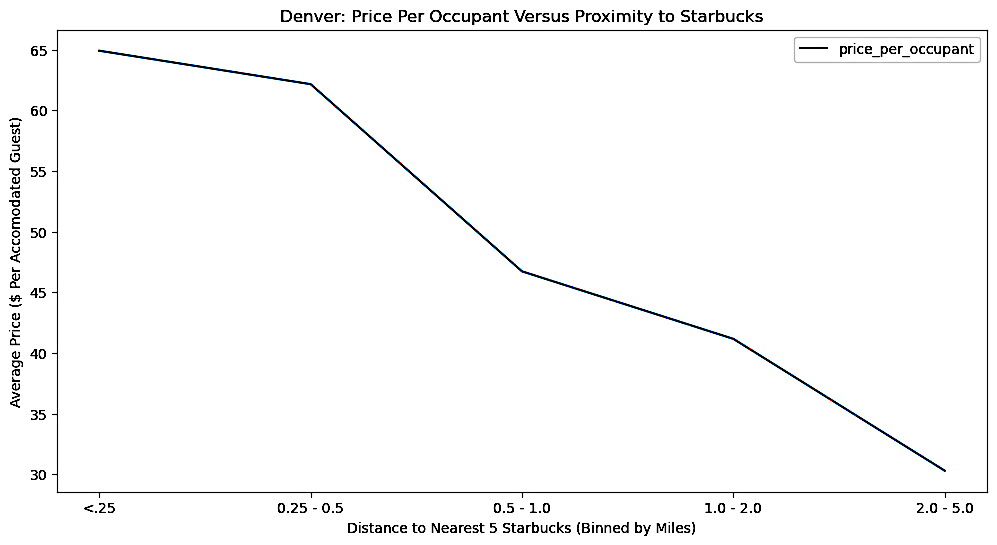 Denver: Price Per Occupant Versus Proximity to Starbucks
price_per_occupant
Average Price ($ Per Accomodated Guest)
65
60
55
50
45
40
35
30
<.25
0.25 - 0.5
0.5 - 1.0
1.0 - 2.0
2.0 - 5.0
Distance to Nearest 5 Starbucks (Binned by Miles)